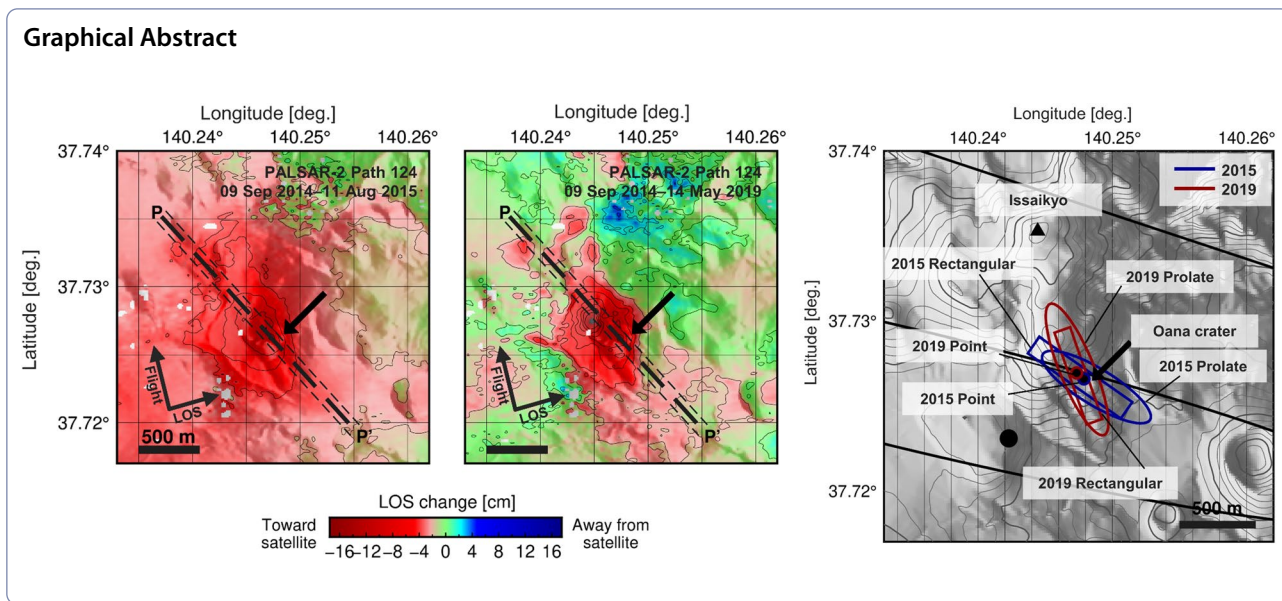 Graphical Abstract
Longitude [deg.]
140.24° 140.25° 140.26°
37.74°
37.73°
37.72°
Latitude [deg.]
PALSAR-2 Path 124
09 Sep 2014–11 Aug 2015
P
P'
Flight
LOS
500 m
Longitude [deg.]
140.24° 140.25° 140.26°
PALSAR-2 Path 124
09 Sep 2014–14 May 2019
P
P'
Flight
LOS
LOS change [cm]
Toward
satellite
−16 −12 −8 −4 0 4 8 12 16
Away from
satellite
Longitude [deg.]
140.24° 140.25° 140.26°
37.74°
37.73°
37.72°
Latitude [deg.]
2015
2019
Issaikyo
2015 Rectangular
2019 Prolate
Oana crater
2019 Point
2015 Prolate
2015 Point
2019 Rectangular
500 m